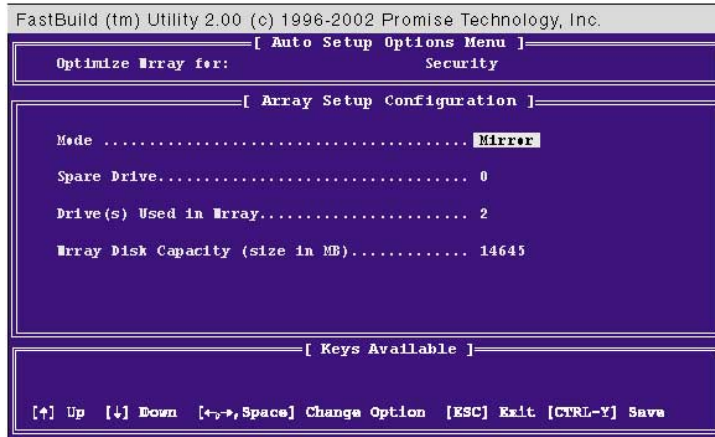 FastBuild (tm) Utility 2.00 (c) 1996-2002 Promise Technology, Inc.
[ Auto Setup Options Menu ]
Optimize Array for: Security
[ Array Setup Configuration ]
Mode ........................................ Mirror
Spare Drive.................................. 0
Drive(s) Used in Array....................... 2
Array Disk Capacity (size in MB)............. 14645
[ Keys Available ]
[↑] Up [↓] Down [←,→,Space] Change Option [ESC] Exit [CTRL-Y] Save